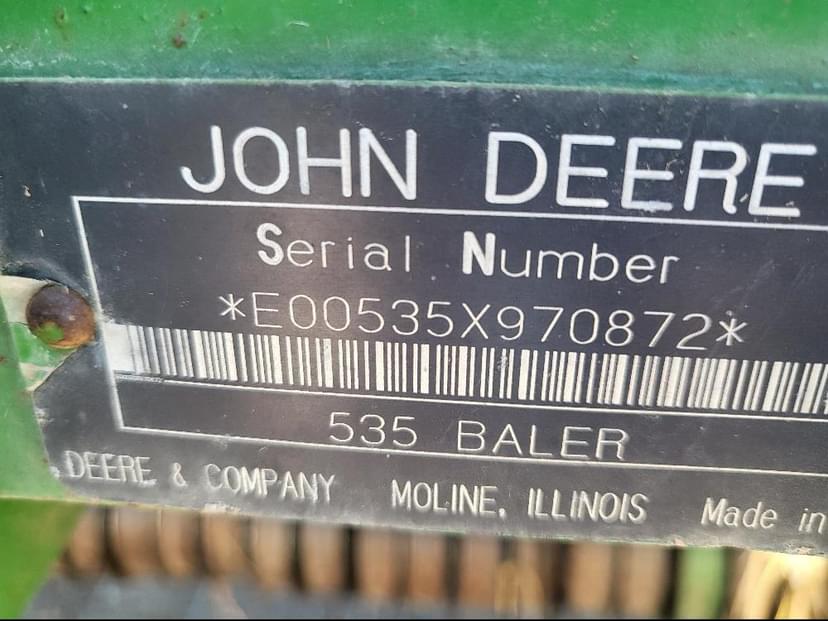 JOHN DEERE
Serial Number
*E00535X970872*
535 BALER
DEERE & COMPANY MOLINE, ILLINOIS Made in